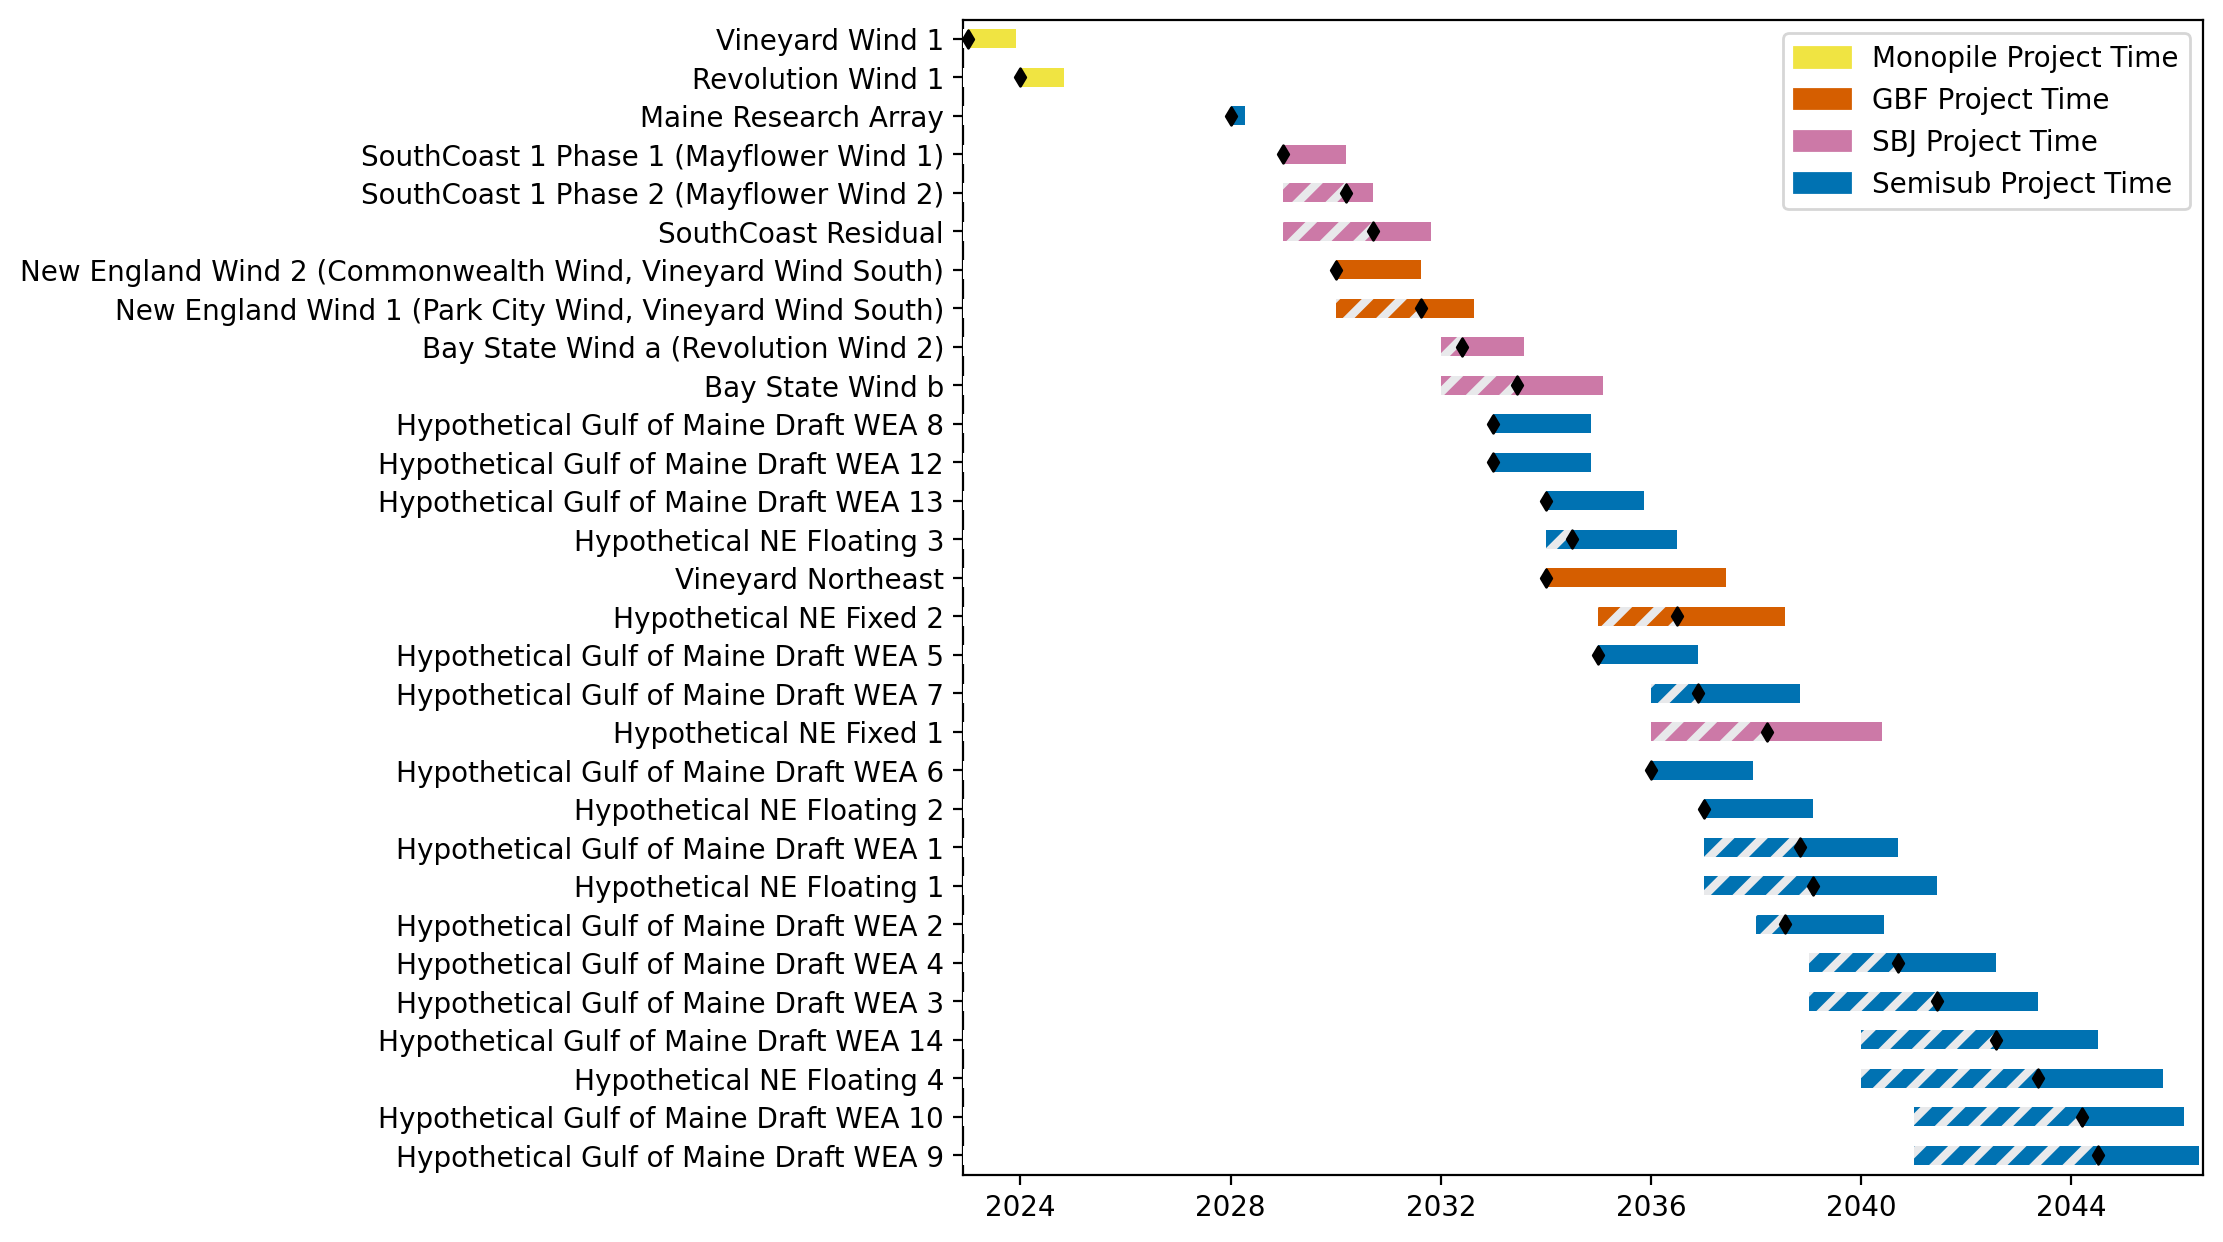 Vineyard Wind 1
Revolution Wind 1
Maine Research Array
SouthCoast 1 Phase 1 (Mayflower Wind 1)
SouthCoast 1 Phase 2 (Mayflower Wind 2)
SouthCoast Residual
New England Wind 2 (Commonwealth Wind, Vineyard Wind South)
New England Wind 1 (Park City Wind, Vineyard Wind South)
Bay State Wind a (Revolution Wind 2)
Bay State Wind b
Hypothetical Gulf of Maine Draft WEA 8
Hypothetical Gulf of Maine Draft WEA 12
Hypothetical Gulf of Maine Draft WEA 13
Hypothetical NE Floating 3
Vineyard Northeast
Hypothetical NE Fixed 2
Hypothetical Gulf of Maine Draft WEA 5
Hypothetical Gulf of Maine Draft WEA 7
Hypothetical NE Fixed 1
Hypothetical Gulf of Maine Draft WEA 6
Hypothetical NE Floating 2
Hypothetical Gulf of Maine Draft WEA 1
Hypothetical NE Floating 1
Hypothetical Gulf of Maine Draft WEA 2
Hypothetical Gulf of Maine Draft WEA 4
Hypothetical Gulf of Maine Draft WEA 3
Hypothetical Gulf of Maine Draft WEA 14
Hypothetical NE Floating 4
Hypothetical Gulf of Maine Draft WEA 10
Hypothetical Gulf of Maine Draft WEA 9
Monopile Project Time
GBF Project Time
SBJ Project Time
Semisub Project Time
2024 2028 2032 2036 2040 2044